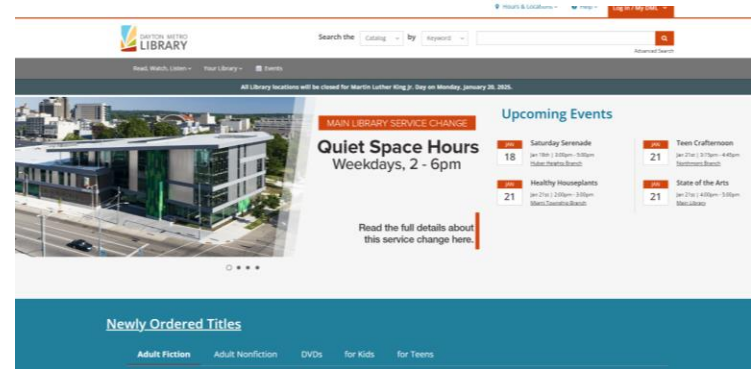 Hours & Locations
Help
Log In / My DML
DAYTON METRO
LIBRARY
Search the
Catalog
by
Keyword
Advanced Search
Read, Watch, Listen
Your Library
Events
All Library locations will be closed for Martin Luther King Jr. Day on Monday, January 20, 2025.
MAIN LIBRARY SERVICE CHANGE
Quiet Space Hours
Weekdays, 2 - 6pm
Read the full details about
this service change here.
Upcoming Events
JAN
18
Saturday Serenade
Jan 18th | 3:00pm - 5:00pm
Huber Heights Branch
JAN
21
Teen Crafternoon
Jan 21st | 3:15pm - 4:45pm
Northmont Branch
JAN
21
Healthy Houseplants
Jan 21st | 2:00pm - 3:00pm
Miami Township Branch
JAN
21
State of the Arts
Jan 21st | 4:00pm - 5:00pm
Main Library
Newly Ordered Titles
Adult Fiction
Adult Nonfiction
DVDs
for Kids
for Teens